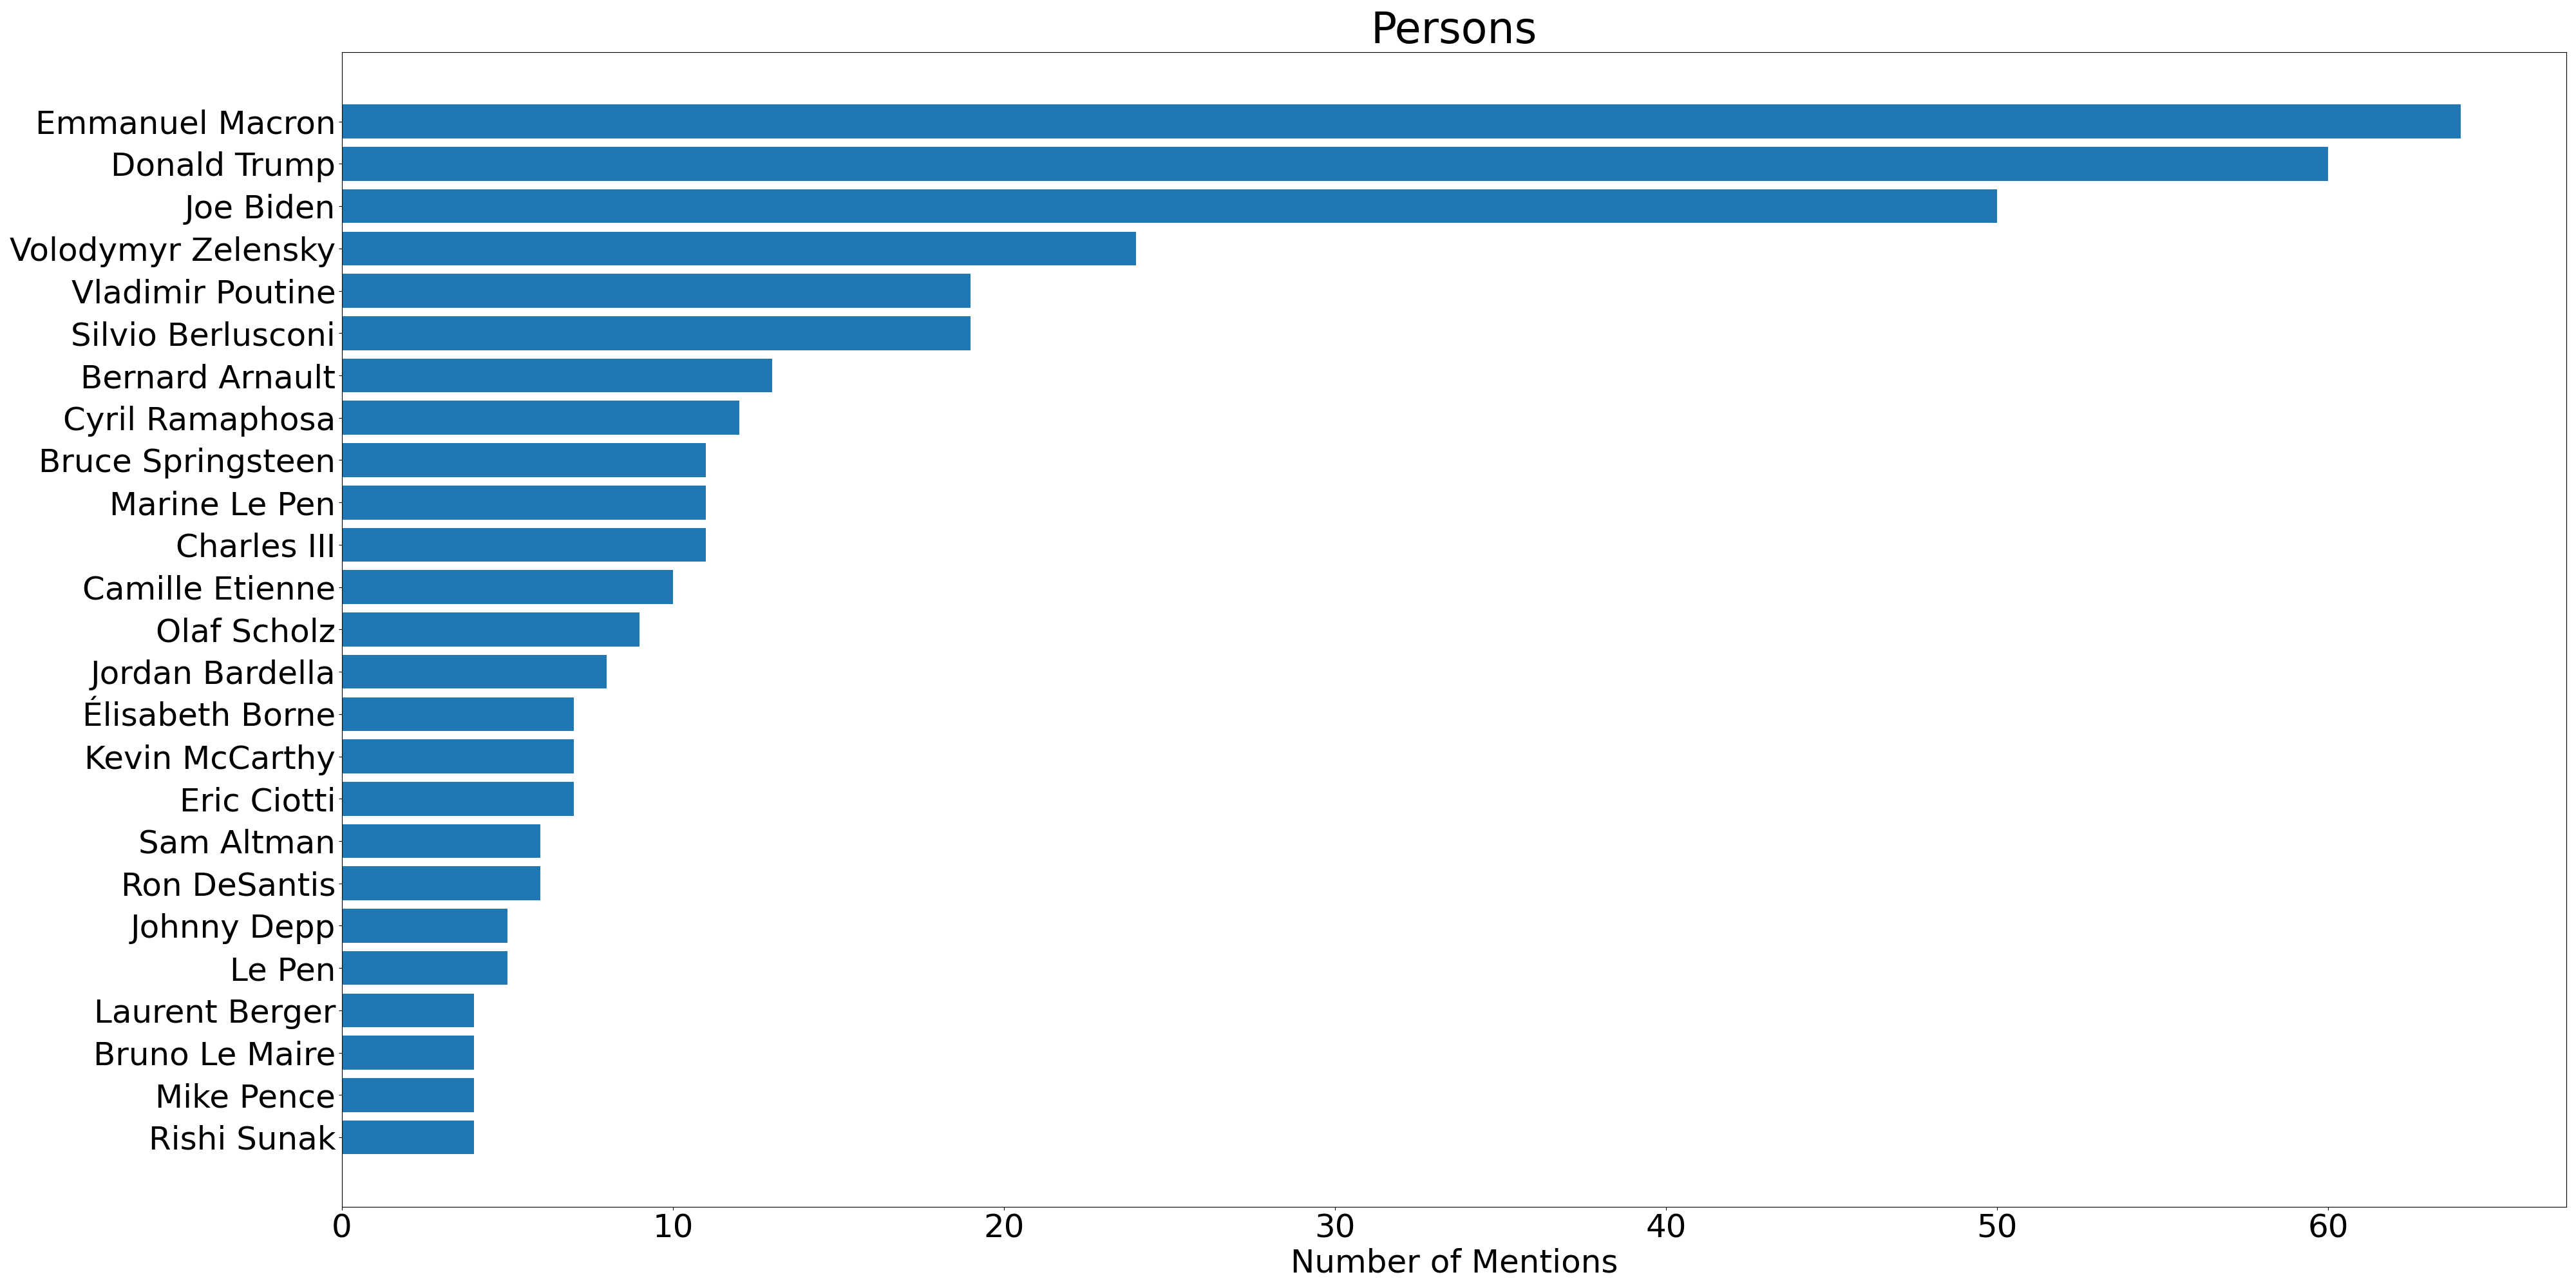 Persons
Emmanuel Macron
Donald Trump
Joe Biden
Volodymyr Zelensky
Vladimir Poutine
Silvio Berlusconi
Bernard Arnault
Cyril Ramaphosa
Bruce Springsteen
Marine Le Pen
Charles III
Camille Etienne
Olaf Scholz
Jordan Bardella
Élisabeth Borne
Kevin McCarthy
Eric Ciotti
Sam Altman
Ron DeSantis
Johnny Depp
Le Pen
Laurent Berger
Bruno Le Maire
Mike Pence
Rishi Sunak
0 10 20 30 40 50 60
Number of Mentions